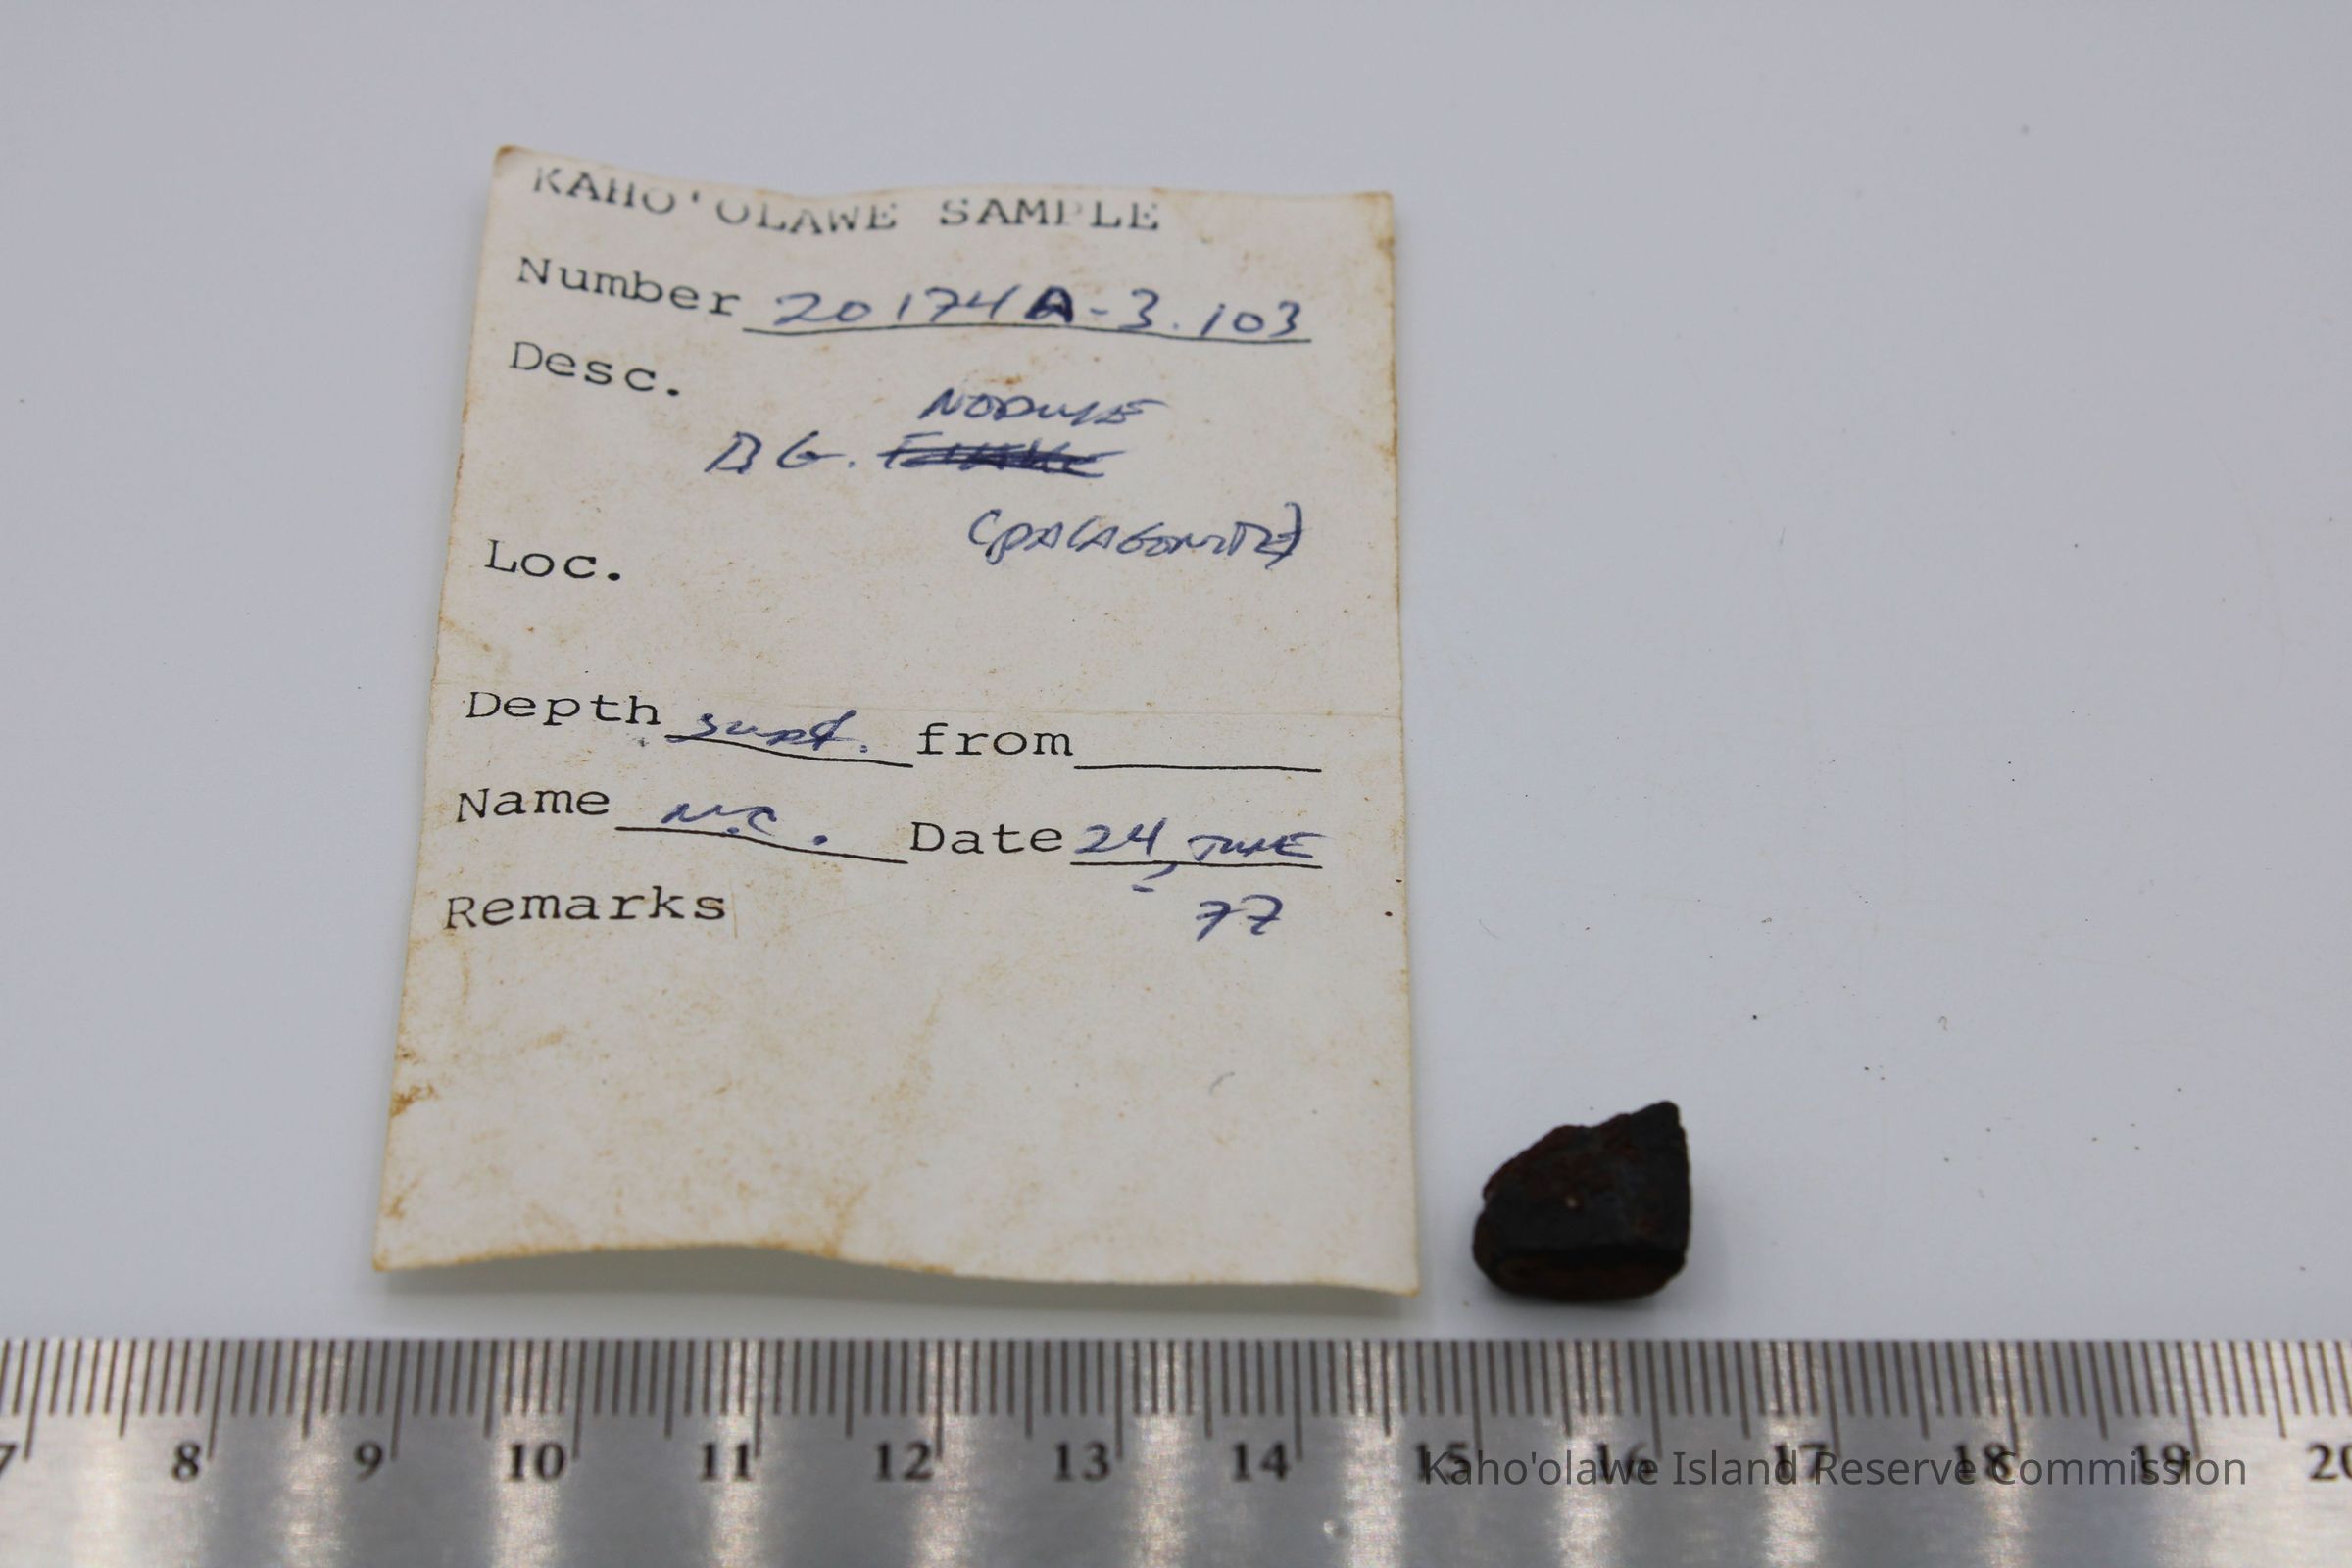 KAHO'OLAWE SAMPLE
Number 20174A-3.103
Desc.
NODULE
B G.
(PALAGONITE)
Loc.
Depth surf. from
Name N.C. Date 24 JUNE
77
Remarks
7 8 9 10 11 12 13 14 15 16 17 18 19 20
Kaho'olawe Island Reserve Commission